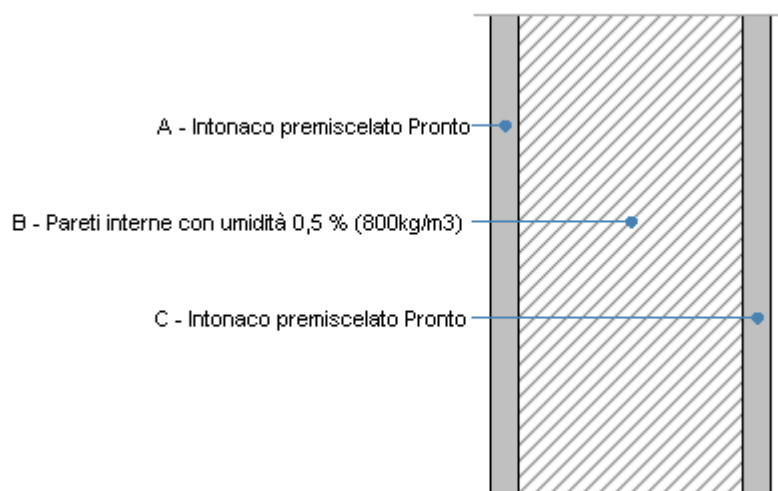 A - Intonaco premiscelato Pronto
B - Pareti interne con umidità 0,5 % (800kg/m3)
C - Intonaco premiscelato Pronto